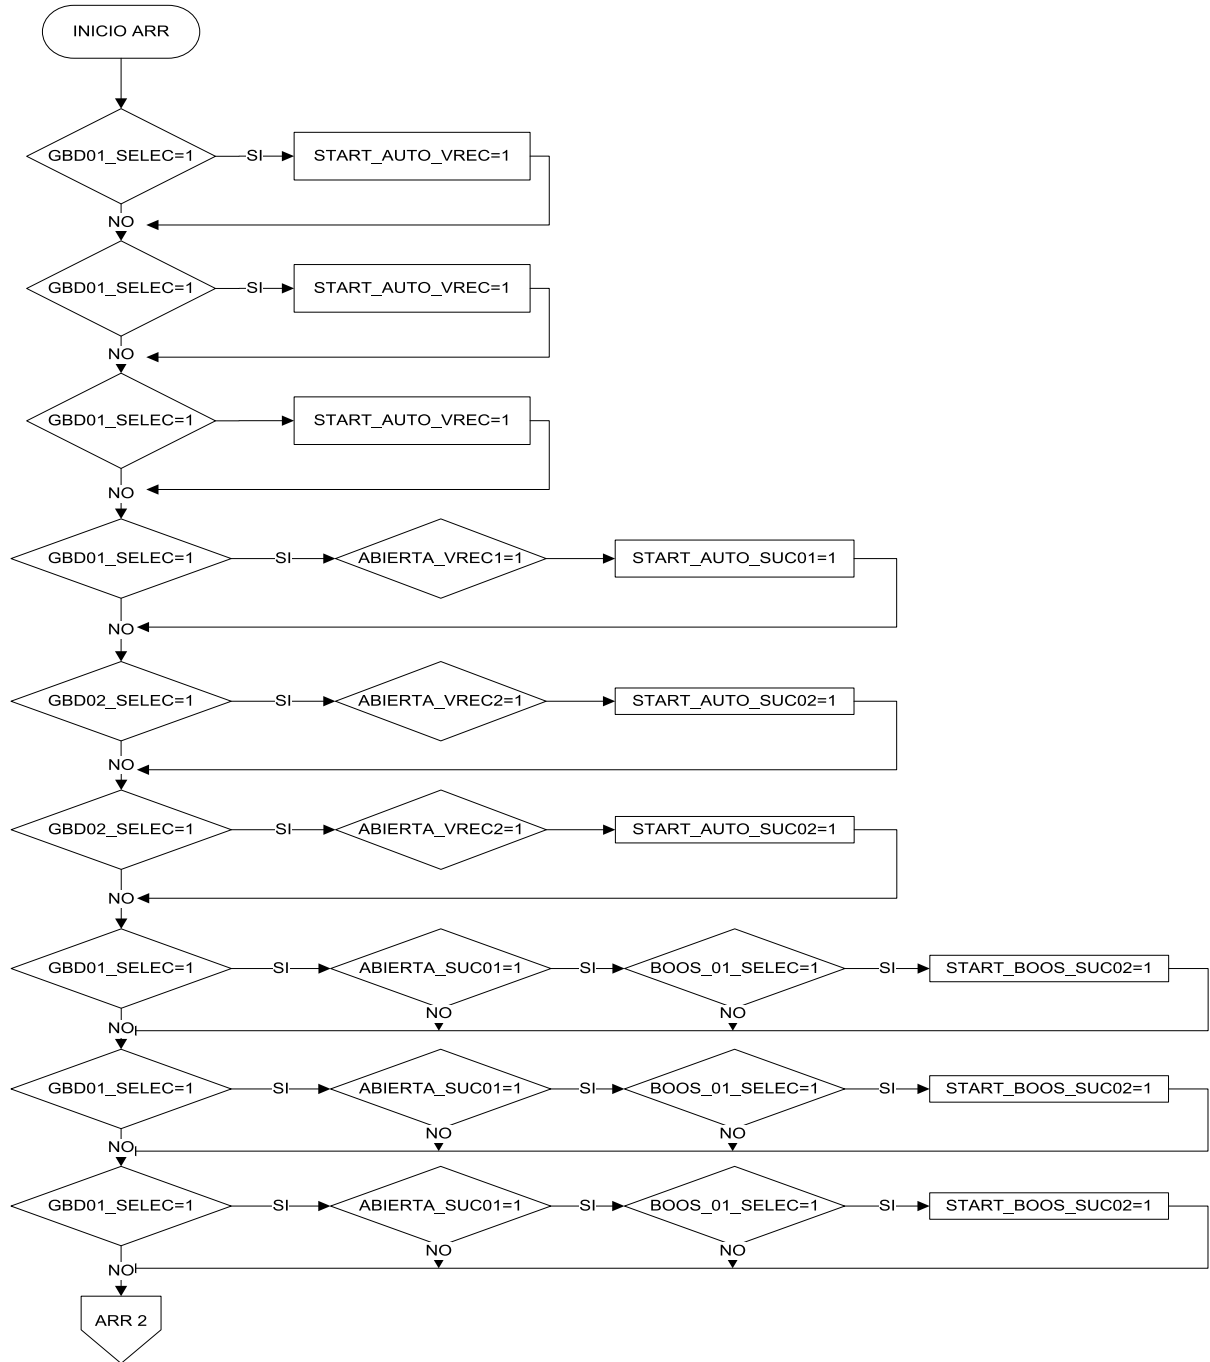 INICIO ARR
GBD01_SELEC=1
SI
START_AUTO_VREC=1
NO
GBD01_SELEC=1
SI
START_AUTO_VREC=1
NO
GBD01_SELEC=1
START_AUTO_VREC=1
NO
GBD01_SELEC=1
SI
ABIERTA_VREC1=1
START_AUTO_SUC01=1
NO
GBD02_SELEC=1
SI
ABIERTA_VREC2=1
START_AUTO_SUC02=1
NO
GBD02_SELEC=1
SI
ABIERTA_VREC2=1
START_AUTO_SUC02=1
NO
GBD01_SELEC=1
SI
ABIERTA_SUC01=1
SI
BOOS_01_SELEC=1
SI
START_BOOS_SUC02=1
NO
NO
NO
GBD01_SELEC=1
SI
ABIERTA_SUC01=1
SI
BOOS_01_SELEC=1
SI
START_BOOS_SUC02=1
NO
NO
NO
GBD01_SELEC=1
SI
ABIERTA_SUC01=1
SI
BOOS_01_SELEC=1
SI
START_BOOS_SUC02=1
NO
NO
NO
ARR 2